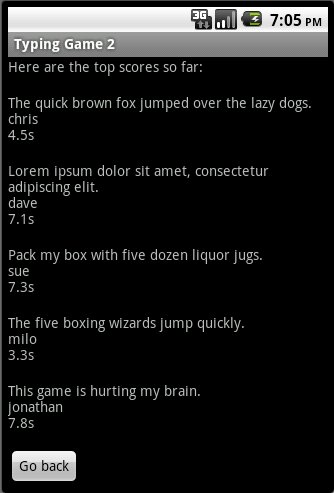 3G 7:05 PM
Typing Game 2
Here are the top scores so far:
The quick brown fox jumped over the lazy dogs.
chris
4.5s
Lorem ipsum dolor sit amet, consectetur
adipiscing elit.
dave
7.1s
Pack my box with five dozen liquor jugs.
sue
7.3s
The five boxing wizards jump quickly.
milo
3.3s
This game is hurting my brain.
jonathan
7.8s
Go back